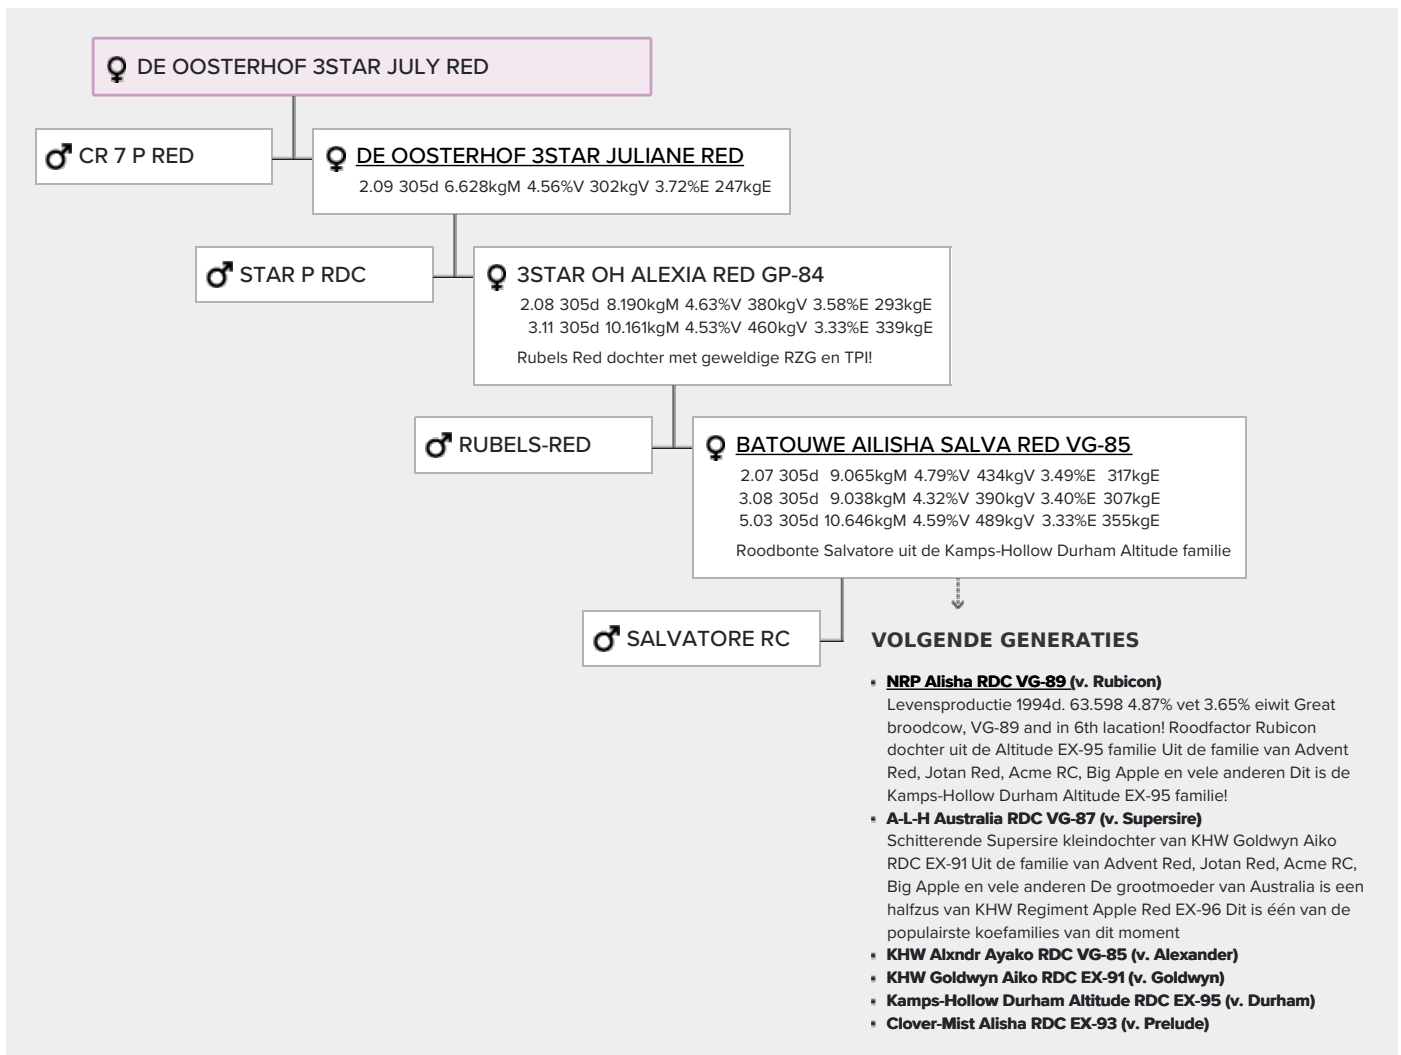 DE OOSTERHOF 3STAR JULY RED
CR 7 P RED
DE OOSTERHOF 3STAR JULIANE RED
2.09 305d 6.628kgM 4.56%V 302kgV 3.72%E 247kgE
STAR P RDC
3STAR OH ALEXIA RED GP-84
2.08 305d 8.190kgM 4.63%V 380kgV 3.58%E 293kgE
3.11 305d 10.161kgM 4.53%V 460kgV 3.33%E 339kgE
Rubels Red dochter met geweldige RZG en TPI!
RUBELS-RED
BATOUWE AILISHA SALVA RED VG-85
2.07 305d 9.065kgM 4.79%V 434kgV 3.49%E 317kgE
3.08 305d 9.038kgM 4.32%V 390kgV 3.40%E 307kgE
5.03 305d 10.646kgM 4.59%V 489kgV 3.33%E 355kgE
Roodbonte Salvatore uit de Kamps-Hollow Durham Altitude familie
SALVATORE RC
VOLGENDE GENERATIES
NRP Alisha RDC VG-89 (v. Rubicon)
Levensproductie 1994d. 63.598 4.87% vet 3.65% eiwit Great
broodcow, VG-89 and in 6th lacation! Roodfactor Rubicon
dochter uit de Altitude EX-95 familie Uit de familie van Advent
Red, Jotan Red, Acme RC, Big Apple en vele anderen Dit is de
Kamps-Hollow Durham Altitude EX-95 familie!
A-L-H Australia RDC VG-87 (v. Supersire)
Schitterende Supersire kleindochter van KHW Goldwyn Aiko
RDC EX-91 Uit de familie van Advent Red, Jotan Red, Acme RC,
Big Apple en vele anderen De grootmoeder van Australia is een
halfzus van KHW Regiment Apple Red EX-96 Dit is één van de
populairste koefamilies van dit moment
KHW Alxndr Ayako RDC VG-85 (v. Alexander)
KHW Goldwyn Aiko RDC EX-91 (v. Goldwyn)
Kamps-Hollow Durham Altitude RDC EX-95 (v. Durham)
Clover-Mist Alisha RDC EX-93 (v. Prelude)